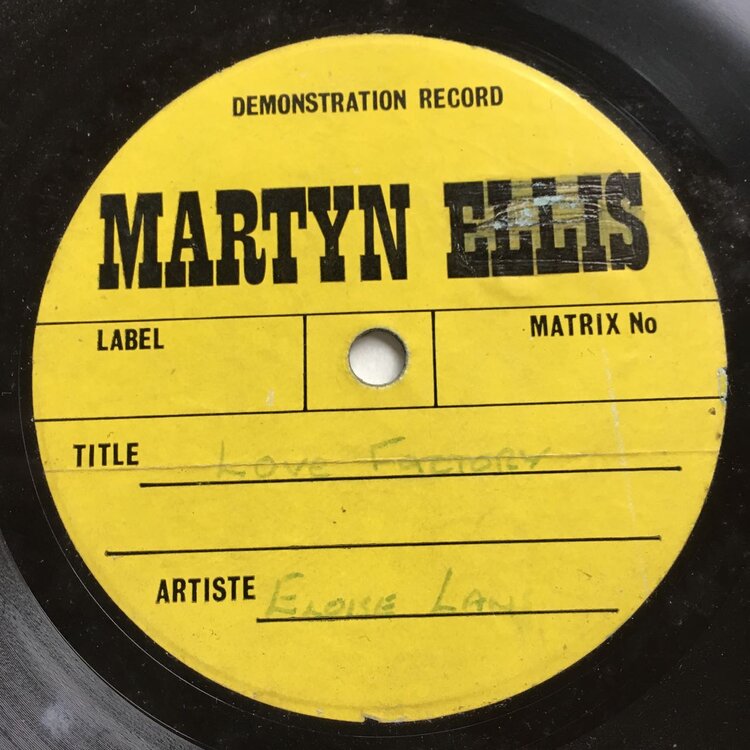 DEMONSTRATION RECORD
MARTYN ELLIS
LABEL MATRIX No
TITLE LOVE FACTORY
ARTISTE ELOISE LAWS